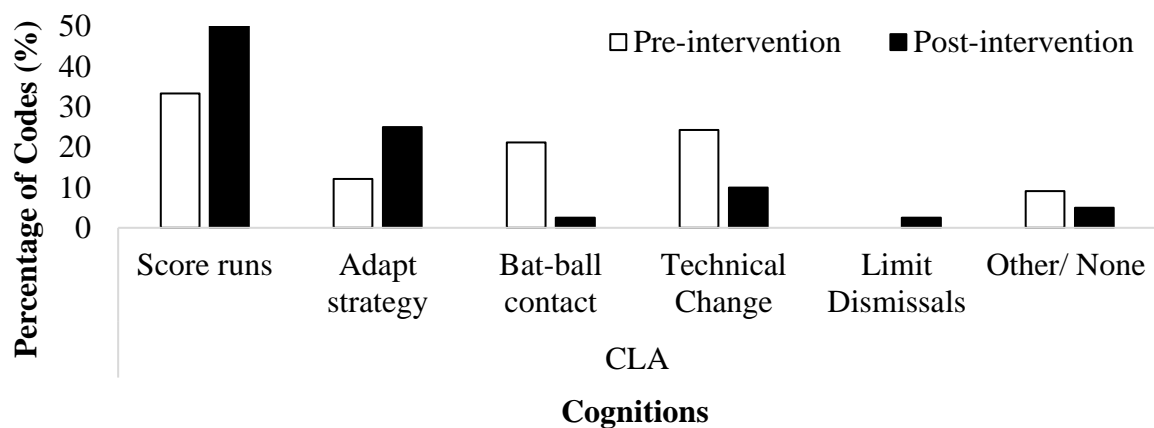 Percentage of Codes (%)
50
40
30
20
10
0
Pre-intervention Post-intervention
Score runs
Adapt
strategy
Bat-ball
contact
Technical
Change
Limit
Dismissals
Other/ None
CLA
Cognitions